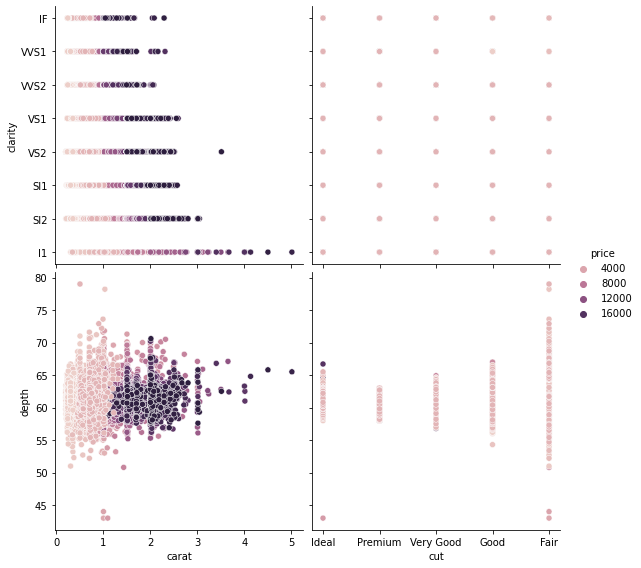 IF
VVS1
VVS2
VS1
VS2
SI1
SI2
I1
clarity
80
75
70
65
60
55
50
45
depth
0 1 2 3 4 5
carat
Ideal Premium Very Good Good Fair
cut
price
4000
8000
12000
16000